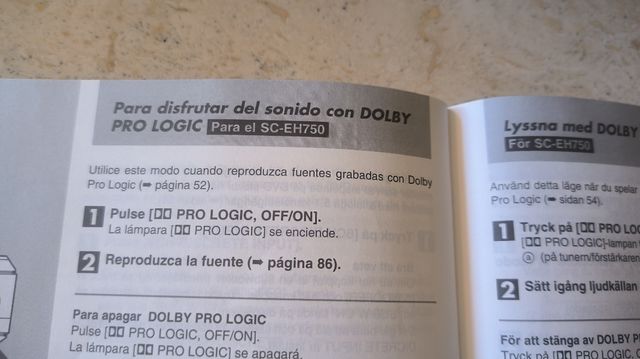 Para disfrutar del sonido con DOLBY
PRO LOGIC Para el SC-EH750
Utilice este modo cuando reproduzca fuentes grabadas con Dolby
Pro Logic (➡ página 52).
1 Pulse [DD PRO LOGIC, OFF/ON].
La lámpara [DD PRO LOGIC] se enciende.
2 Reproduzca la fuente (➡ página 86).
Para apagar DOLBY PRO LOGIC
Pulse [DD PRO LOGIC, OFF/ON].
La lámpara [DD PRO LOGIC] se apagará.
Lyssna med DOLBY
För SC-EH750
Använd detta läge när du spelar
Pro Logic (➡ sidan 54).
1 Tryck på [DD PRO LOG
[DD PRO LOGIC]-lampan
ⓐ (på tunern/förstärkaren
2 Sätt igång ljudkällan
För att stänga av DOLBY P
Tryck på [DD PRO LOGIC